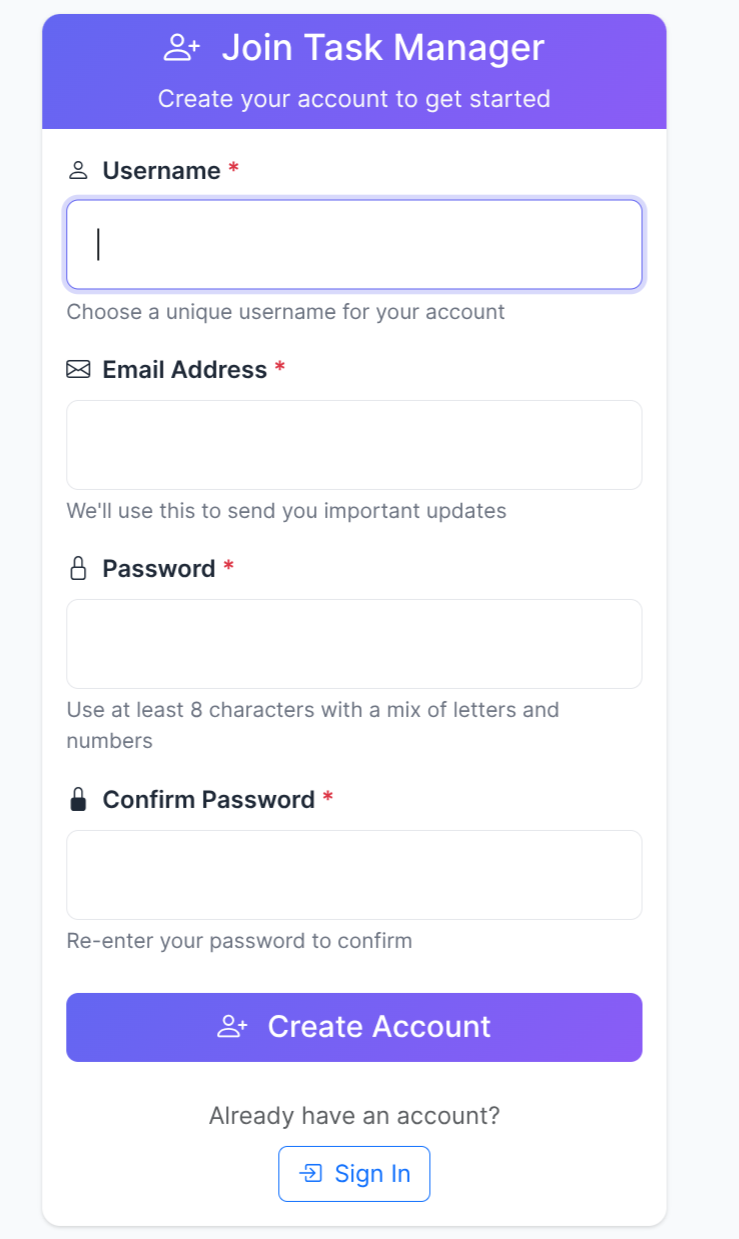 Join Task Manager
Create your account to get started
Username *
Choose a unique username for your account
Email Address *
We'll use this to send you important updates
Password *
Use at least 8 characters with a mix of letters and
numbers
Confirm Password *
Re-enter your password to confirm
Create Account
Already have an account?
Sign In